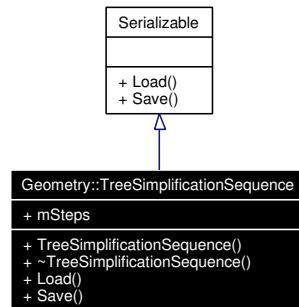 Serializable
+ Load()
+ Save()
Geometry::TreeSimplificationSequence
+ mSteps
+ TreeSimplificationSequence()
+ ~TreeSimplificationSequence()
+ Load()
+ Save()